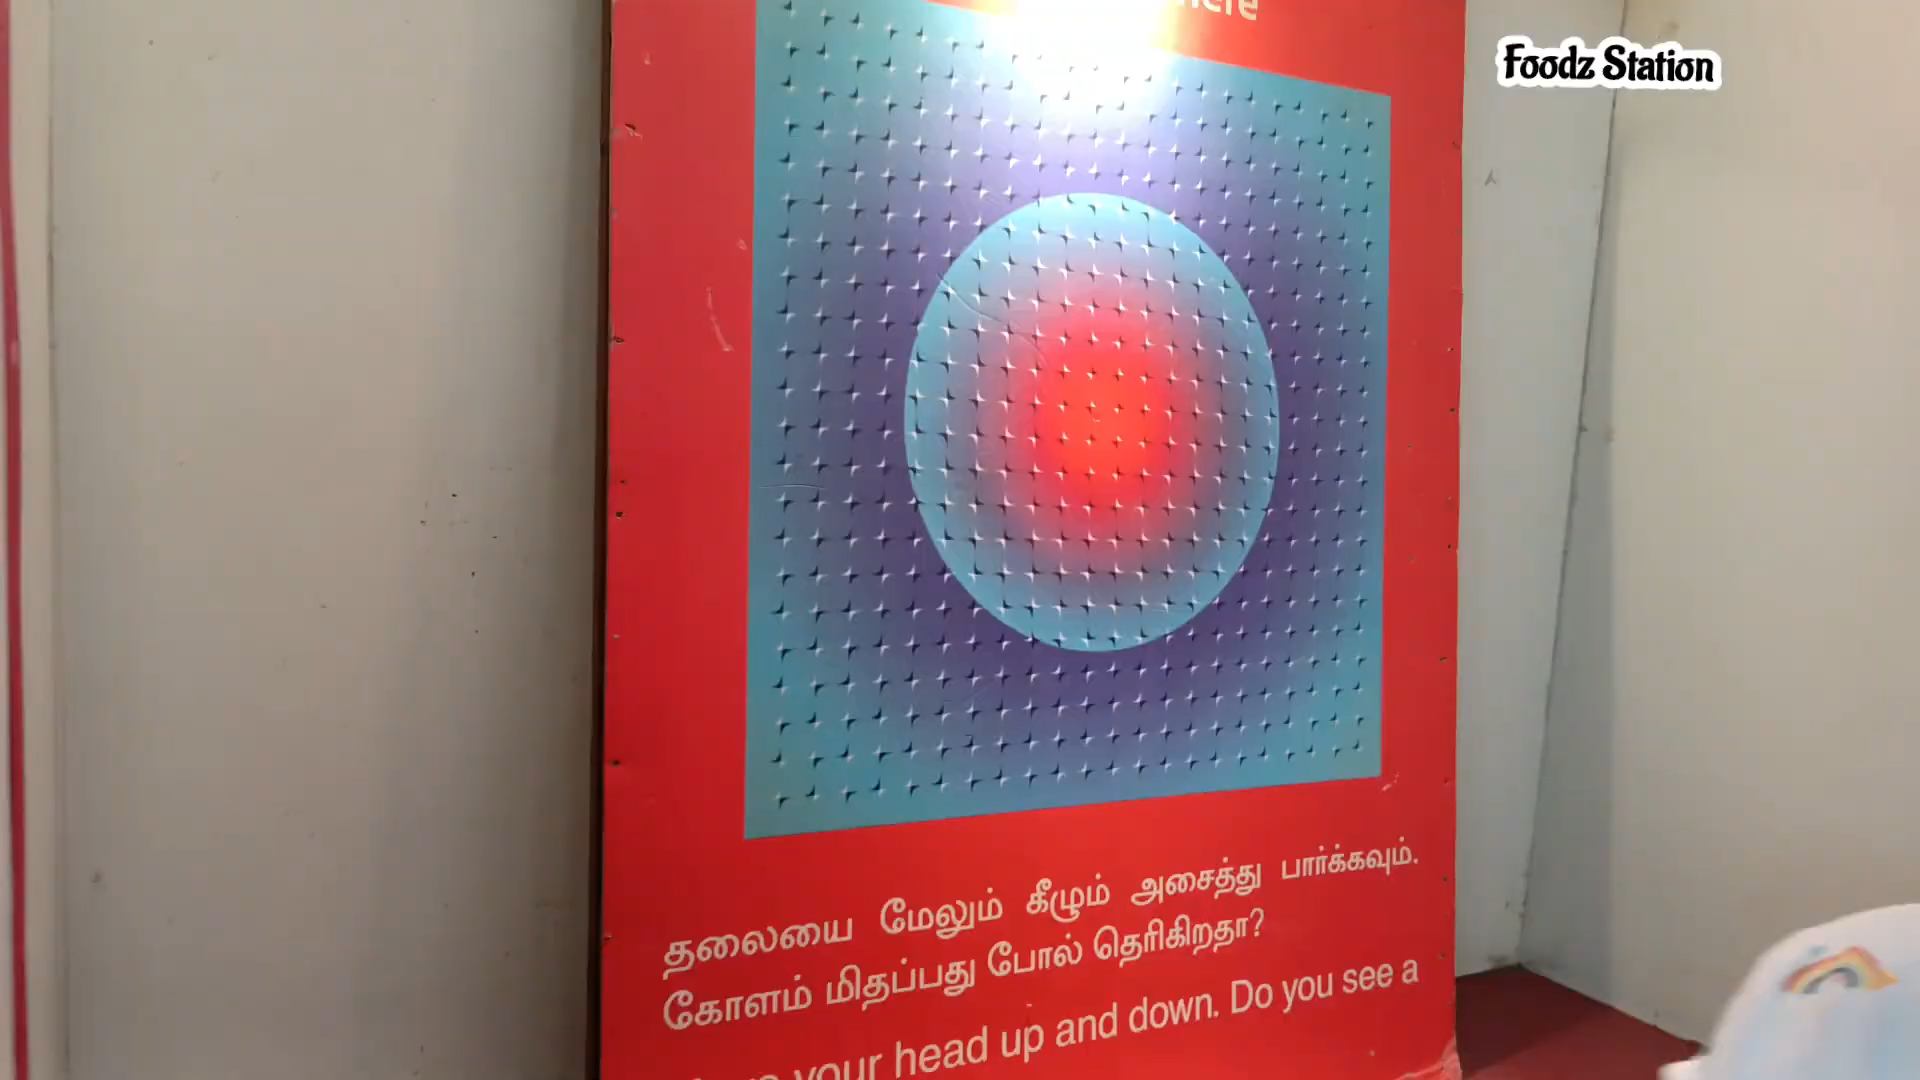 Foodz Station
தலையை மேலும் கீழும் அசைத்து பார்க்கவும்.
கோளம் மிதப்பது போல் தெரிகிறதா?
your head up and down. Do you see a